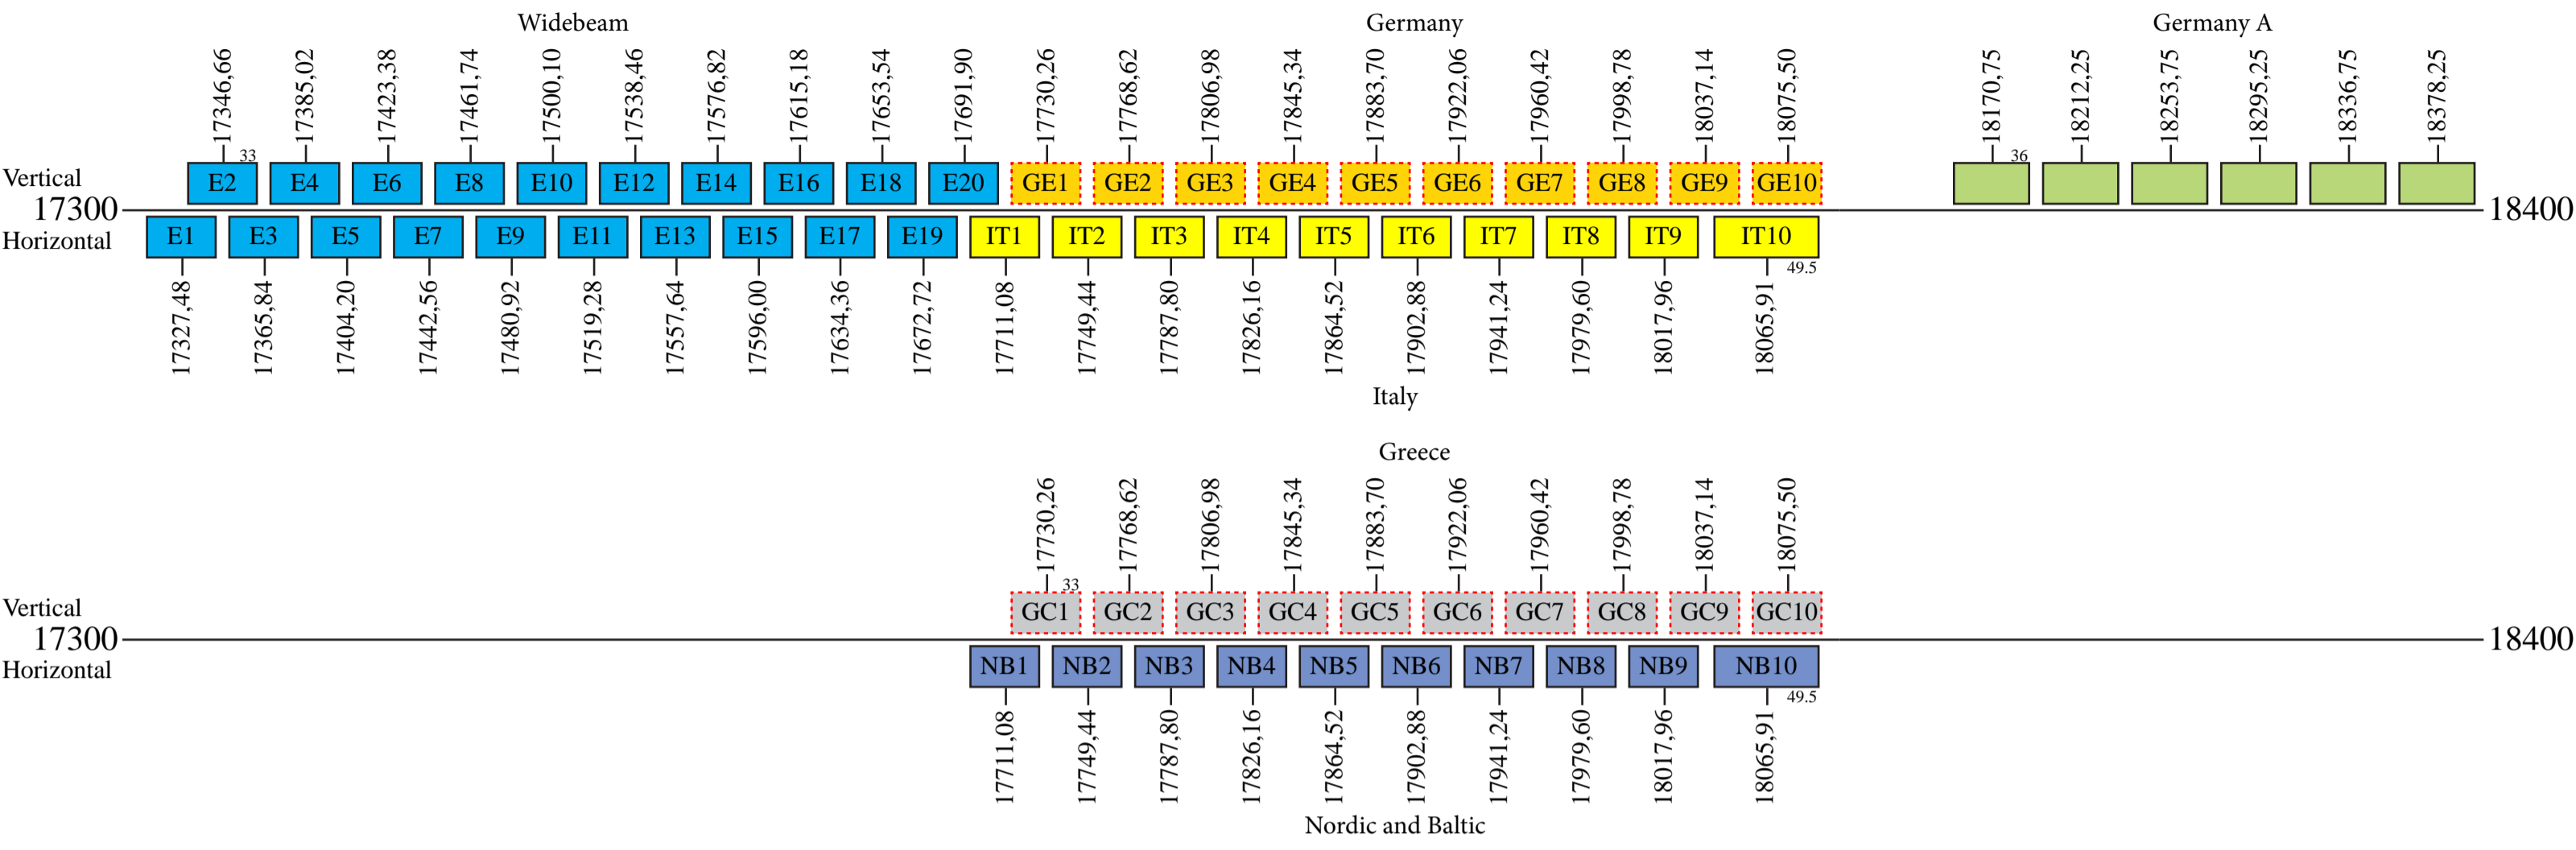 Widebeam Germany Germany A
17346,66 17385,02 17423,38 17461,74 17500,10 17538,46 17576,82 17615,18 17653,54 17691,90 17730,26 17768,62 17806,98 17845,34 17883,70 17922,06 17960,42 17998,78 18037,14 18075,50 18170,75 18212,25 18253,75 18295,25 18336,75 18378,25
33 36
Vertical E2 E4 E6 E8 E10 E12 E14 E16 E18 E20 GE1 GE2 GE3 GE4 GE5 GE6 GE7 GE8 GE9 GE10
17300 18400
Horizontal E1 E3 E5 E7 E9 E11 E13 E15 E17 E19 IT1 IT2 IT3 IT4 IT5 IT6 IT7 IT8 IT9 IT10
49.5
17327,48 17365,84 17404,20 17442,56 17480,92 17519,28 17557,64 17596,00 17634,36 17672,72 17711,08 17749,44 17787,80 17826,16 17864,52 17902,88 17941,24 17979,60 18017,96 18065,91
Italy
Greece
17730,26 17768,62 17806,98 17845,34 17883,70 17922,06 17960,42 17998,78 18037,14 18075,50
33
Vertical GC1 GC2 GC3 GC4 GC5 GC6 GC7 GC8 GC9 GC10
17300 18400
Horizontal NB1 NB2 NB3 NB4 NB5 NB6 NB7 NB8 NB9 NB10
49.5
17711,08 17749,44 17787,80 17826,16 17864,52 17902,88 17941,24 17979,60 18017,96 18065,91
Nordic and Baltic